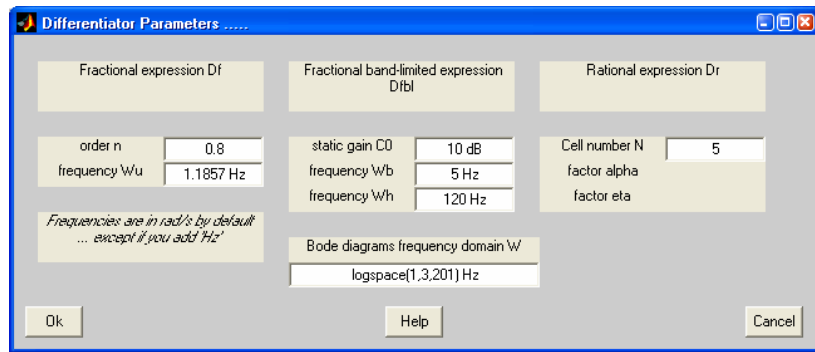 Differentiator Parameters .....
Fractional expression Df
order n 0.8
frequency Wu 1.1857 Hz
Frequencies are in rad/s by default
... except if you add 'Hz'
Fractional band-limited expression
Dfbl
static gain C0 10 dB
frequency Wb 5 Hz
frequency Wh 120 Hz
Bode diagrams frequency domain W
logspace(1,3,201) Hz
Rational expression Dr
Cell number N 5
factor alpha
factor eta
Ok
Help
Cancel